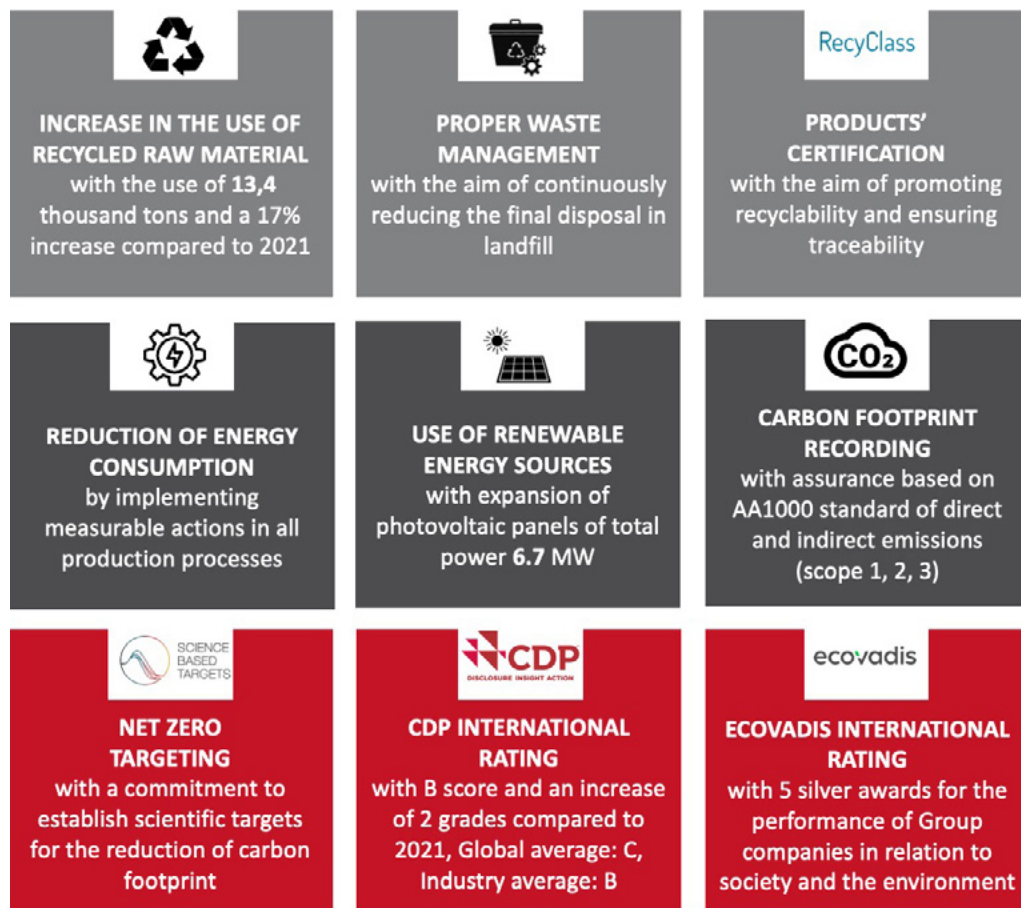 INCREASE IN THE USE OF
RECYCLED RAW MATERIAL
with the use of 13,4
thousand tons and a 17%
increase compared to 2021
PROPER WASTE
MANAGEMENT
with the aim of continuously
reducing the final disposal in
landfill
RecyClass
PRODUCTS’
CERTIFICATION
with the aim of promoting
recyclability and ensuring
traceability
REDUCTION OF ENERGY
CONSUMPTION
by implementing
measurable actions in all
production processes
USE OF RENEWABLE
ENERGY SOURCES
with expansion of
photovoltaic panels of total
power 6.7 MW
CO2
CARBON FOOTPRINT
RECORDING
with assurance based on
AA1000 standard of direct
and indirect emissions
(scope 1, 2, 3)
SCIENCE
BASED
TARGETS
NET ZERO
TARGETING
with a commitment to
establish scientific targets
for the reduction of carbon
footprint
CDP
DISCLOSURE INSIGHT ACTION
CDP INTERNATIONAL
RATING
with B score and an increase
of 2 grades compared to
2021, Global average: C,
Industry average: B
ecovadis
ECOVADIS INTERNATIONAL
RATING
with 5 silver awards for the
performance of Group
companies in relation to
society and the environment